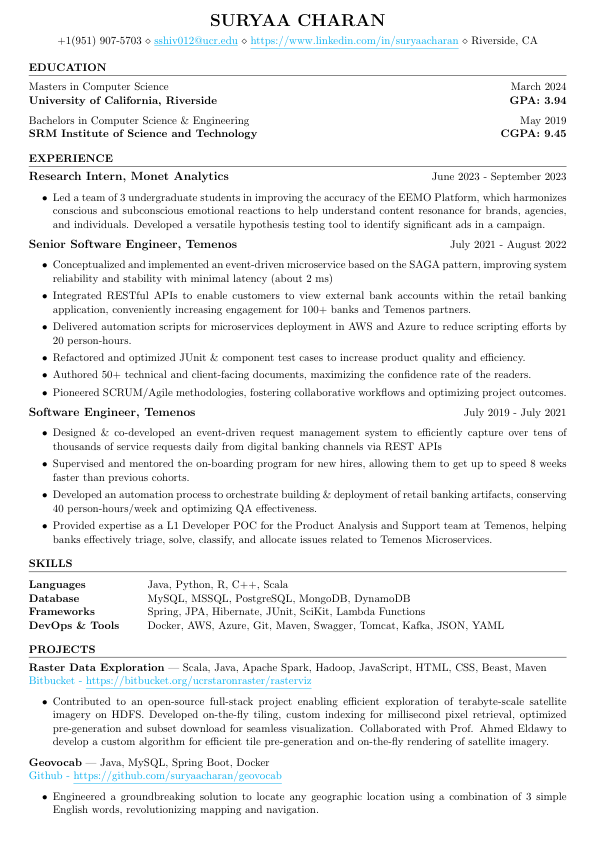 SURYAA CHARAN
+1(951) 907-5703 ⋄ sshiv012@ucr.edu ⋄ https://www.linkedin.com/in/suryaacharan ⋄ Riverside, CA
EDUCATION
Masters in Computer Science March 2024
University of California, Riverside GPA: 3.94
Bachelors in Computer Science & Engineering May 2019
SRM Institute of Science and Technology CGPA: 9.45
EXPERIENCE
Research Intern, Monet Analytics June 2023 - September 2023
• Led a team of 3 undergraduate students in improving the accuracy of the EEMO Platform, which harmonizes
conscious and subconscious emotional reactions to help understand content resonance for brands, agencies,
and individuals. Developed a versatile hypothesis testing tool to identify significant ads in a campaign.
Senior Software Engineer, Temenos July 2021 - August 2022
• Conceptualized and implemented an event-driven microservice based on the SAGA pattern, improving system
reliability and stability with minimal latency (about 2 ms)
• Integrated RESTful APIs to enable customers to view external bank accounts within the retail banking
application, conveniently increasing engagement for 100+ banks and Temenos partners.
• Delivered automation scripts for microservices deployment in AWS and Azure to reduce scripting efforts by
20 person-hours.
• Refactored and optimized JUnit & component test cases to increase product quality and efficiency.
• Authored 50+ technical and client-facing documents, maximizing the confidence rate of the readers.
• Pioneered SCRUM/Agile methodologies, fostering collaborative workflows and optimizing project outcomes.
Software Engineer, Temenos July 2019 - July 2021
• Designed & co-developed an event-driven request management system to efficiently capture over tens of
thousands of service requests daily from digital banking channels via REST APIs
• Supervised and mentored the on-boarding program for new hires, allowing them to get up to speed 8 weeks
faster than previous cohorts.
• Developed an automation process to orchestrate building & deployment of retail banking artifacts, conserving
40 person-hours/week and optimizing QA effectiveness.
• Provided expertise as a L1 Developer POC for the Product Analysis and Support team at Temenos, helping
banks effectively triage, solve, classify, and allocate issues related to Temenos Microservices.
SKILLS
Languages Java, Python, R, C++, Scala
Database MySQL, MSSQL, PostgreSQL, MongoDB, DynamoDB
Frameworks Spring, JPA, Hibernate, JUnit, SciKit, Lambda Functions
DevOps & Tools Docker, AWS, Azure, Git, Maven, Swagger, Tomcat, Kafka, JSON, YAML
PROJECTS
Raster Data Exploration — Scala, Java, Apache Spark, Hadoop, JavaScript, HTML, CSS, Beast, Maven
Bitbucket - https://bitbucket.org/ucrstaronraster/rasterviz
• Contributed to an open-source full-stack project enabling efficient exploration of terabyte-scale satellite
imagery on HDFS. Developed on-the-fly tiling, custom indexing for millisecond pixel retrieval, optimized
pre-generation and subset download for seamless visualization. Collaborated with Prof. Ahmed Eldawy to
develop a custom algorithm for efficient tile pre-generation and on-the-fly rendering of satellite imagery.
Geovocab — Java, MySQL, Spring Boot, Docker
Github - https://github.com/suryaacharan/geovocab
• Engineered a groundbreaking solution to locate any geographic location using a combination of 3 simple
English words, revolutionizing mapping and navigation.